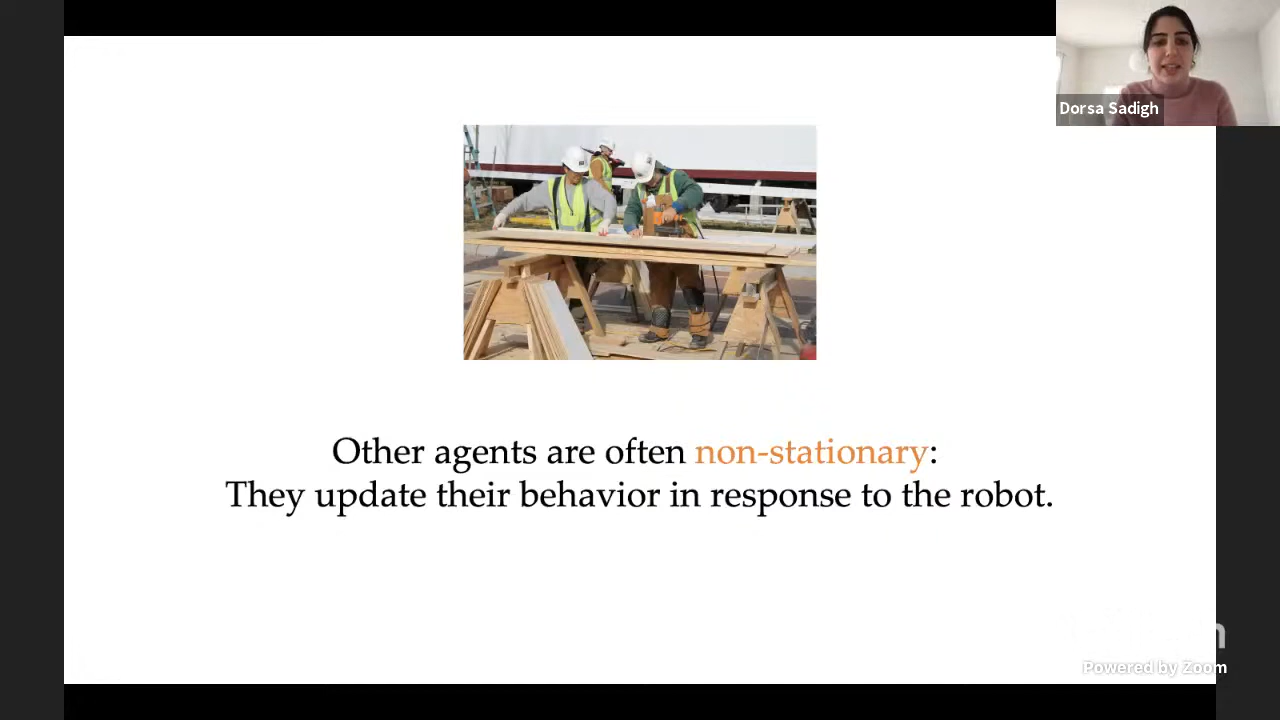 Dorsa Sadigh
Other agents are often non-stationary:
They update their behavior in response to the robot.
Powered by Zoom